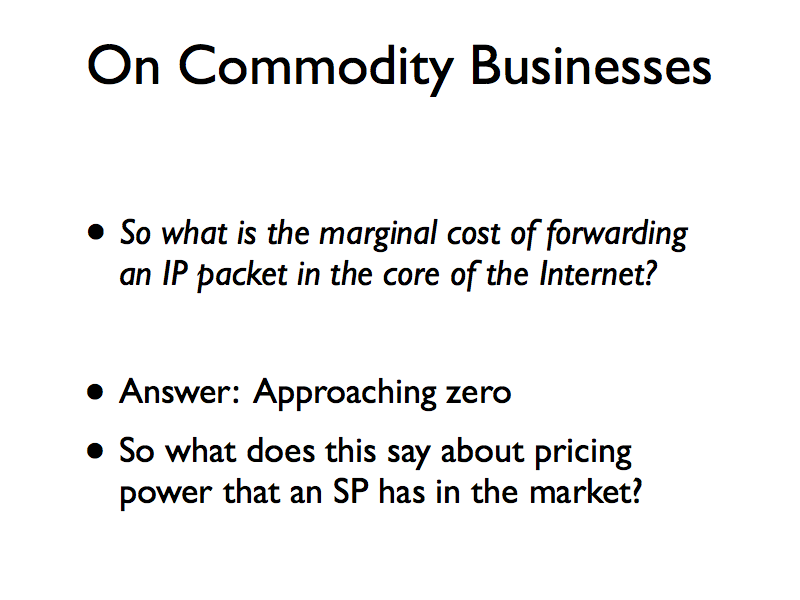 On Commodity Businesses
• So what is the marginal cost of forwarding
an IP packet in the core of the Internet?
• Answer: Approaching zero
• So what does this say about pricing
power that an SP has in the market?